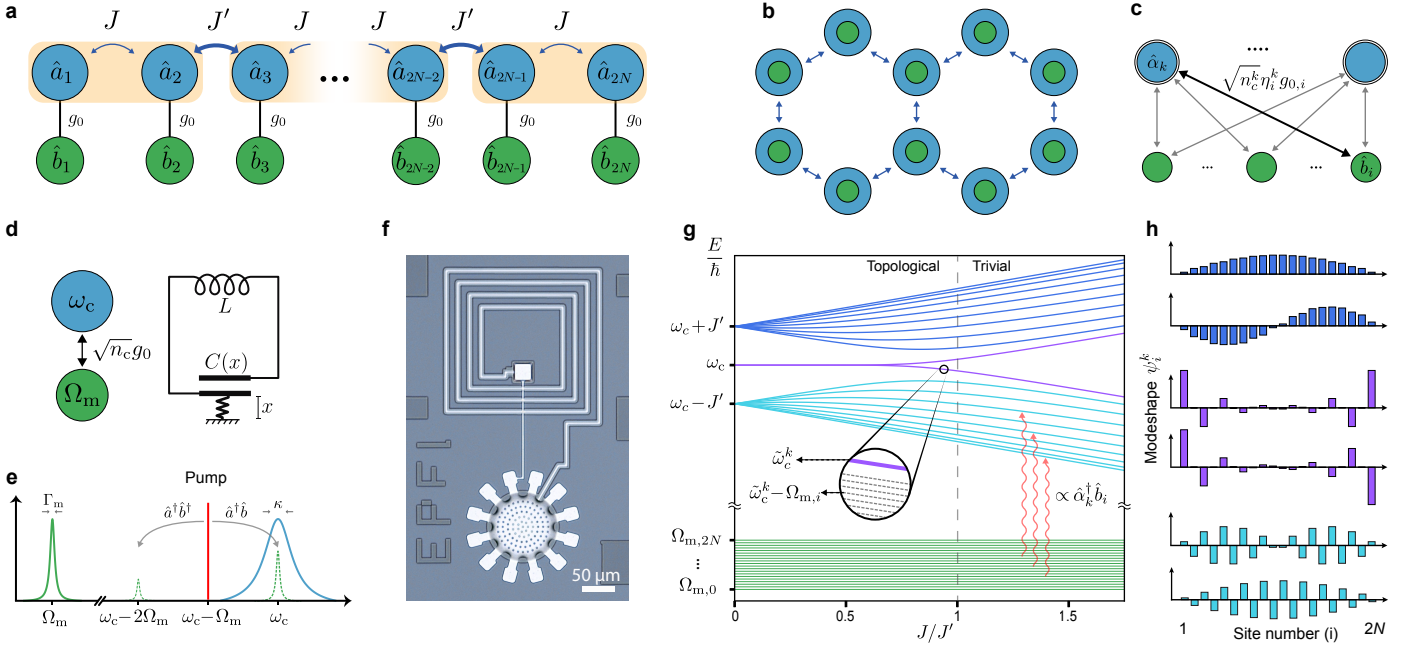 a
J J′ J J J′ J
â₁ â₂ â₃ ... â₂N−2 â₂N−1 â₂N
g₀ g₀ g₀ g₀ g₀ g₀
b̂₁ b̂₂ b̂₃ b̂₂N−2 b̂₂N−1 b̂₂N
b
c
α̂ₖ ....
√nₖᶜ ηᵢᵏ g₀,ᵢ
... ... b̂ᵢ
d
ωc
√nc g₀
Ωm
L
C(x)
x
e
Pump
Γm â†b̂† â†b̂ κ
Ωm ωc−2Ωm ωc−Ωm ωc
f
EPFL
50 μm
g
E/ħ
Topological Trivial
ωc+J′
ωc
ωc−J′
ω̃cᵏ
ω̃cᵏ−Ωm,i
∝ α̂ₖ†b̂ᵢ
Ωm,2N
⋮
Ωm,0
0 0.5 1 1.5
J/J′
h
Modeshape ψᵢᵏ
1 2N
Site number (i)